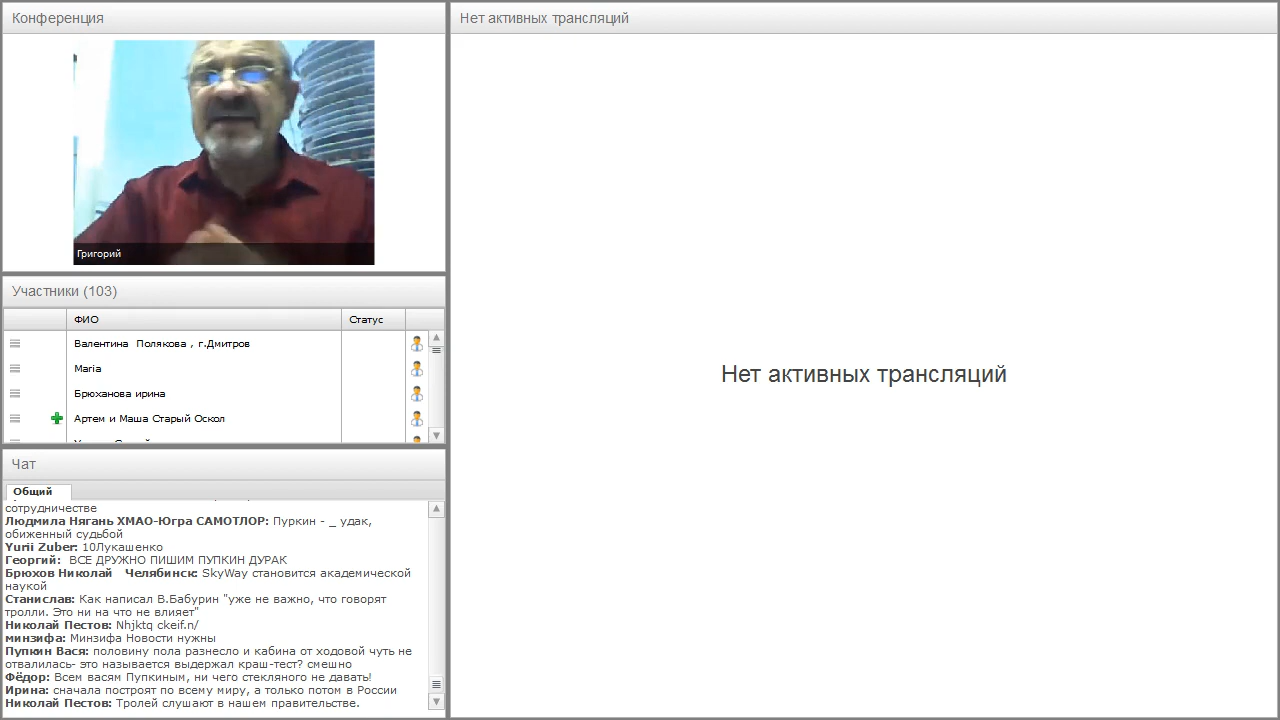 Конференция
Нет активных трансляций
Григорий
Участники (103)
ФИО
Статус
Валентина Полякова , г.Дмитров
Maria
Брюханова ирина
Артем и Маша Старый Оскол
Нет активных трансляций
Чат
Общий
сотрудничестве
Людмила Нягань ХМАО-Югра САМОТЛОР: Пуркин - _ удак,
обиженный судьбой
Yurii Zuber: 10Лукашенко
Георгий: ВСЕ ДРУЖНО ПИШИМ ПУПКИН ДУРАК
Брюхов Николай Челябинск: SkyWay становится академической
наукой
Станислав: Как написал В.Бабурин "уже не важно, что говорят
тролли. Это ни на что не влияет"
Николай Пестов: Nhjktq ckeif.n/
минзифа: Минзифа Новости нужны
Пупкин Вася: половину пола разнесло и кабина от ходовой чуть не
отвалилась- это называется выдержал краш-тест? смешно
Фёдор: Всем васям Пупкиным, ни чего стекляного не давать!
Ирина: сначала построят по всему миру, а только потом в России
Николай Пестов: Тролей слушают в нашем правительстве.